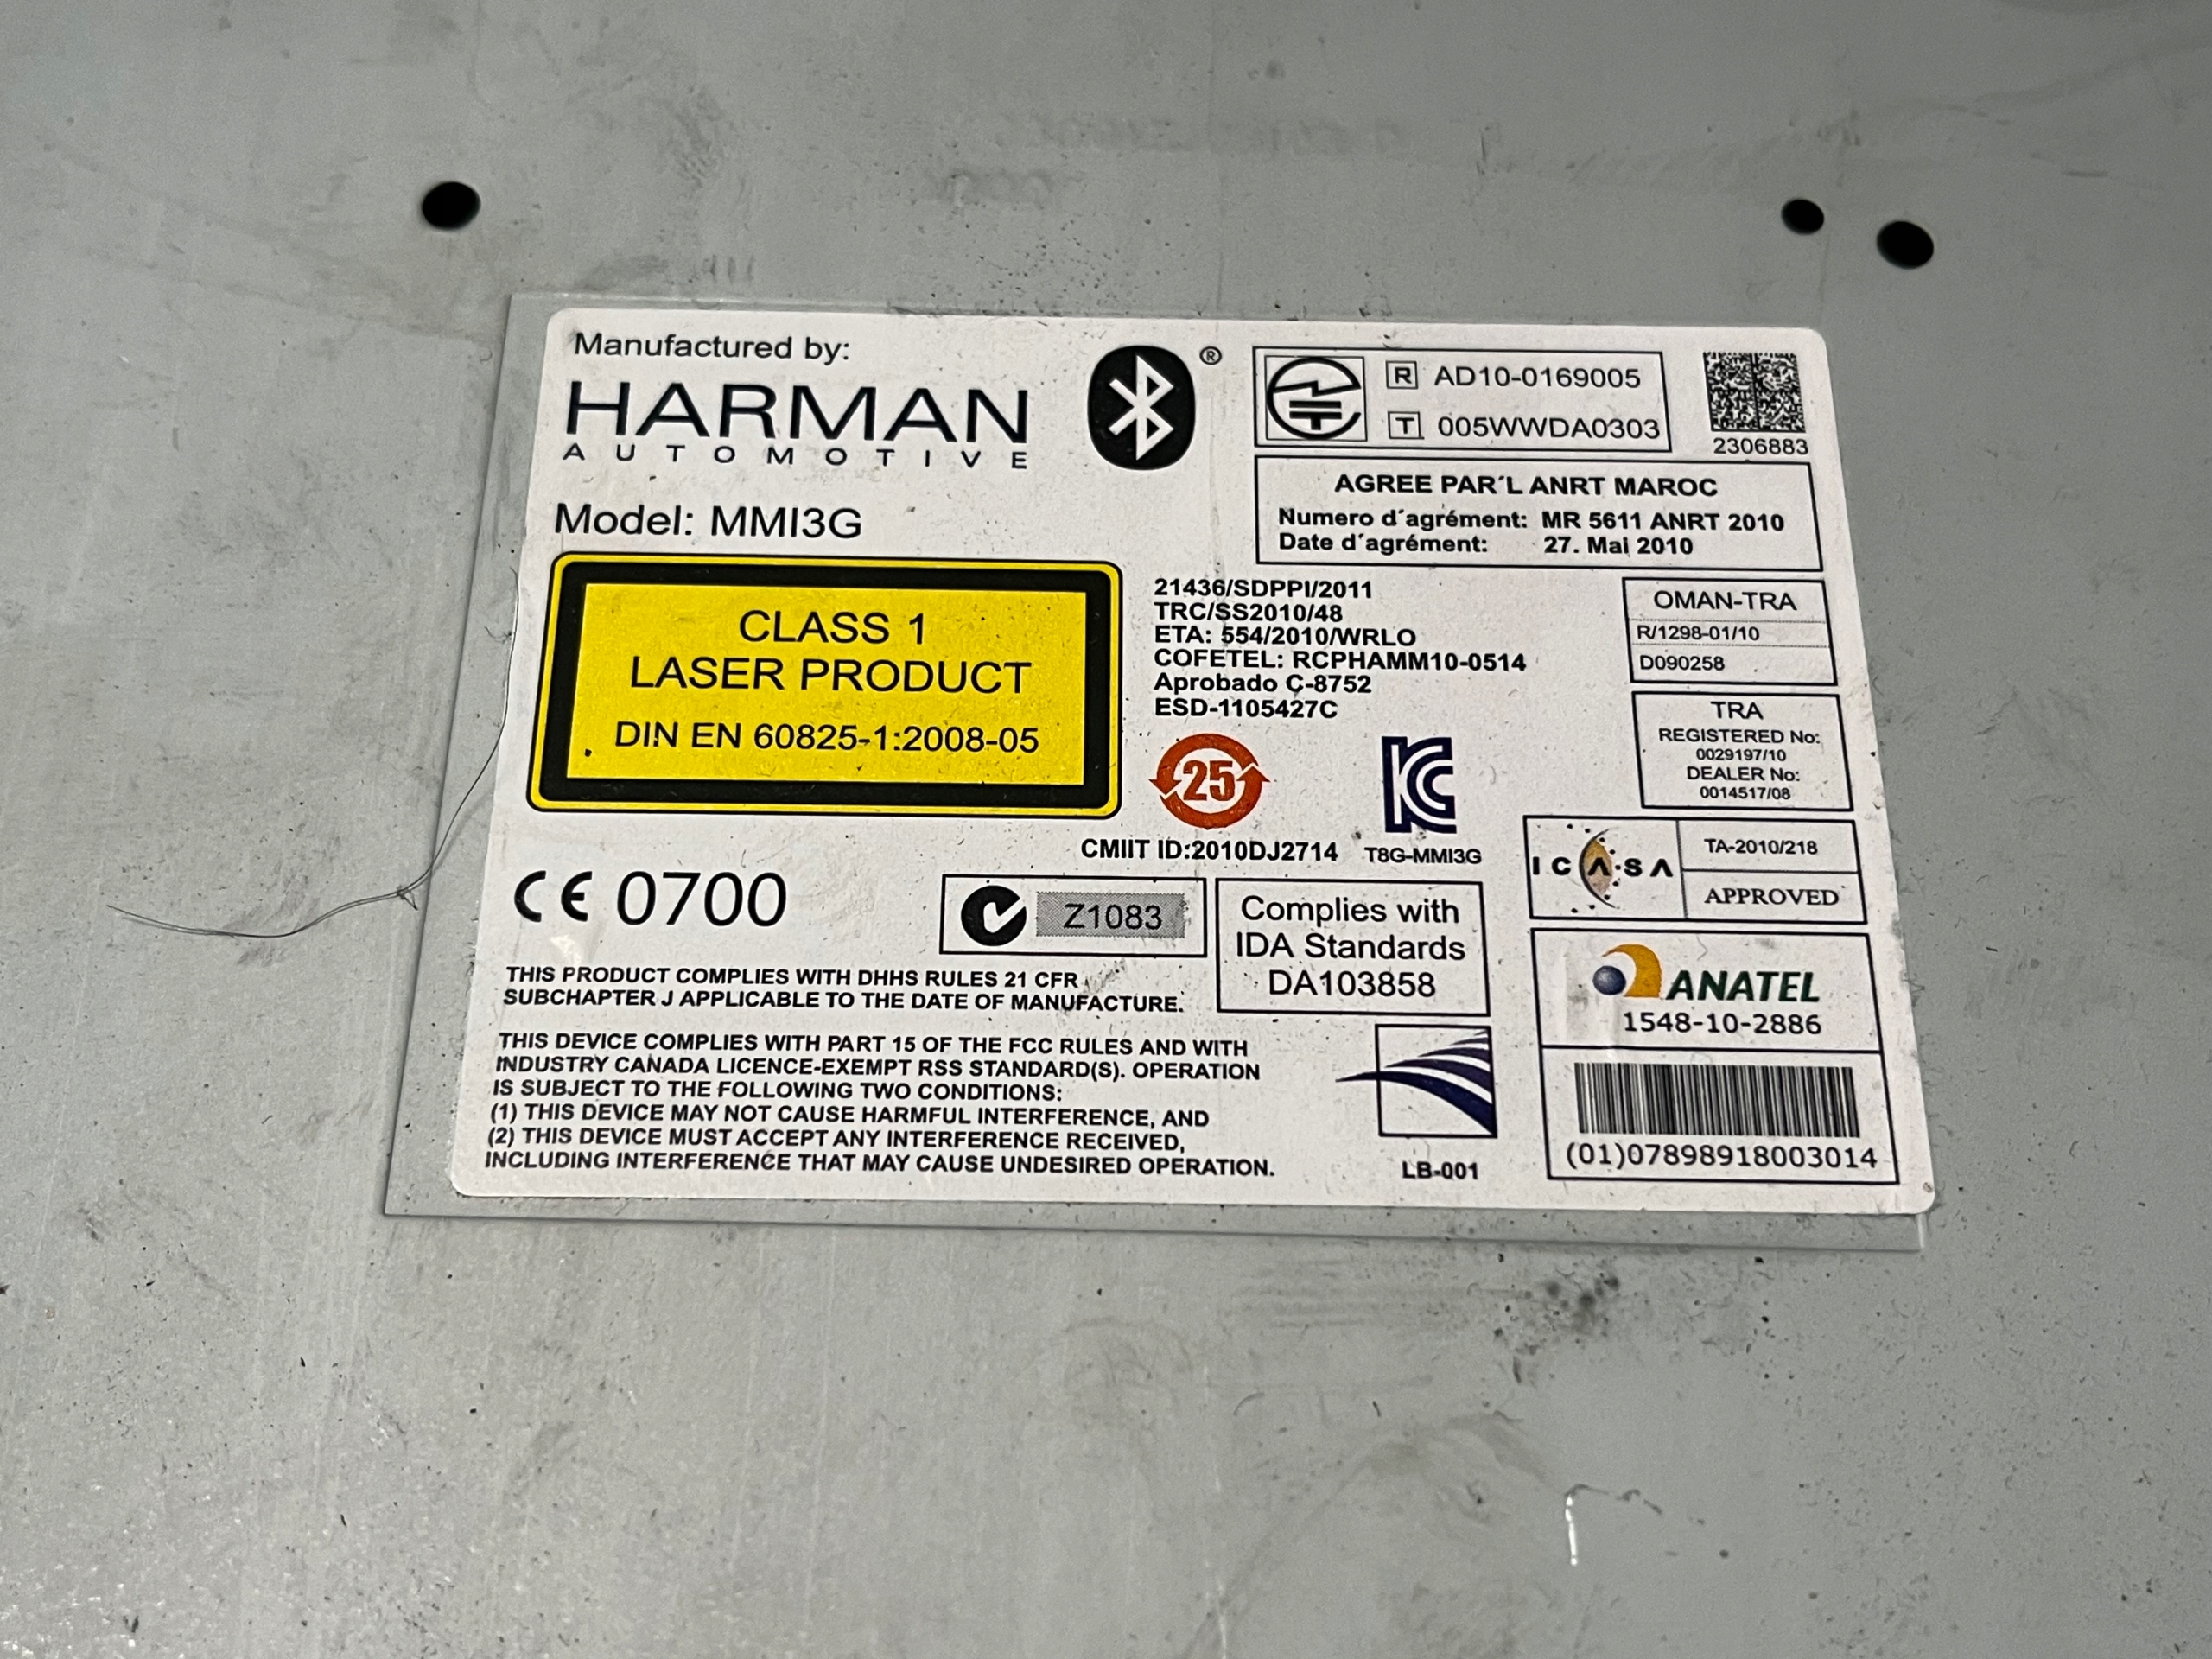 Manufactured by:
HARMAN
AUTOMOTIVE
®
Model: MMI3G
CLASS 1
LASER PRODUCT
DIN EN 60825-1:2008-05
CE 0700
THIS PRODUCT COMPLIES WITH DHHS RULES 21 CFR
SUBCHAPTER J APPLICABLE TO THE DATE OF MANUFACTURE.
THIS DEVICE COMPLIES WITH PART 15 OF THE FCC RULES AND WITH
INDUSTRY CANADA LICENCE-EXEMPT RSS STANDARD(S). OPERATION
IS SUBJECT TO THE FOLLOWING TWO CONDITIONS:
(1) THIS DEVICE MAY NOT CAUSE HARMFUL INTERFERENCE, AND
(2) THIS DEVICE MUST ACCEPT ANY INTERFERENCE RECEIVED,
INCLUDING INTERFERENCE THAT MAY CAUSE UNDESIRED OPERATION.
R AD10-0169005
T 005WWDA0303
2306883
AGREE PAR´L ANRT MAROC
Numero d´agrément: MR 5611 ANRT 2010
Date d´agrément: 27. Mai 2010
21436/SDPPI/2011
TRC/SS2010/48
ETA: 554/2010/WRLO
COFETEL: RCPHAMM10-0514
Aprobado C-8752
ESD-1105427C
25
CMIIT ID:2010DJ2714
KC
T8G-MMI3G
Z1083
Complies with
IDA Standards
DA103858
LB-001
OMAN-TRA
R/1298-01/10
D090258
TRA
REGISTERED No:
0029197/10
DEALER No:
0014517/08
ICASA
TA-2010/218
APPROVED
ANATEL
1548-10-2886
(01)07898918003014